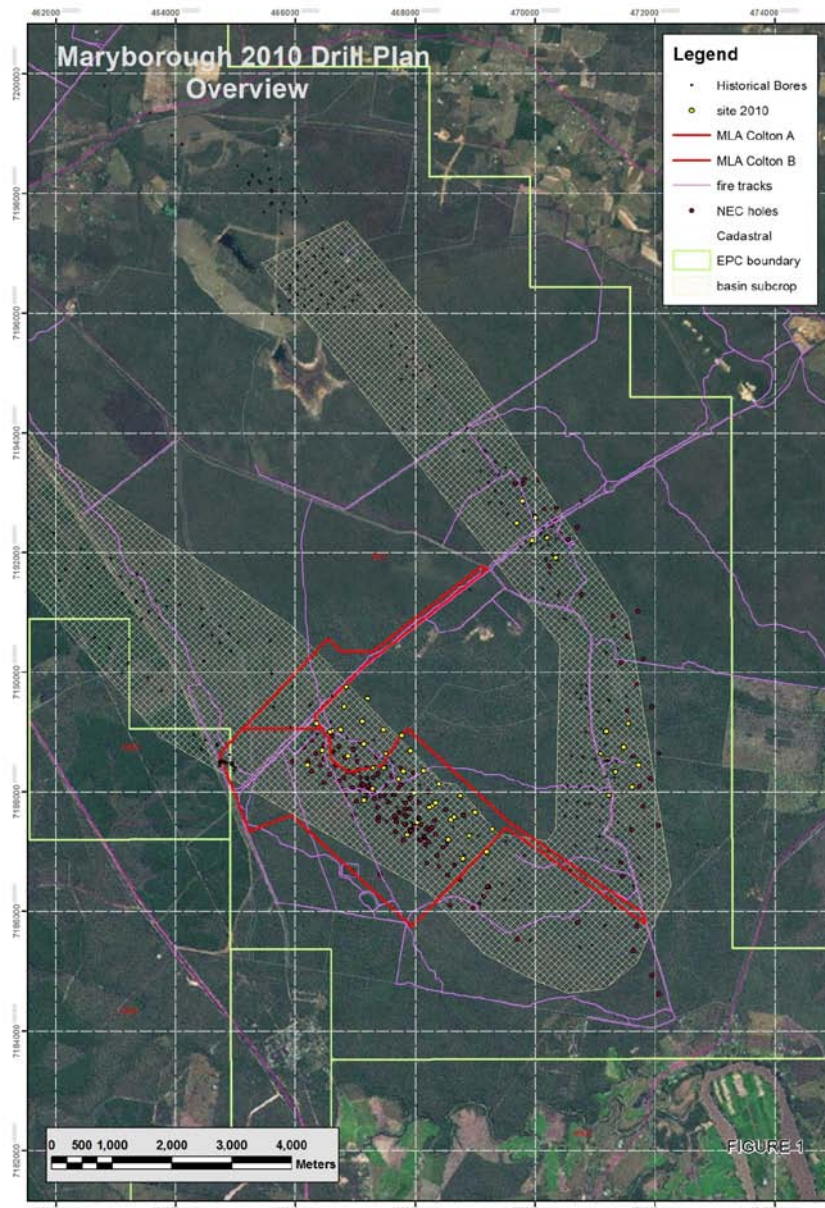 462000 464000 466000 468000 470000 472000 474000
Maryborough 2010 Drill Plan
Overview
Legend
Historical Bores
site 2010
MLA Colton A
MLA Colton B
fire tracks
NEC holes
Cadastral
EPC boundary
basin subcrop
7200000
7198000
7196000
7194000
7192000
7190000
7188000
7186000
7184000
7182000
0 500 1,000 2,000 3,000 4,000
Meters
FIGURE 1